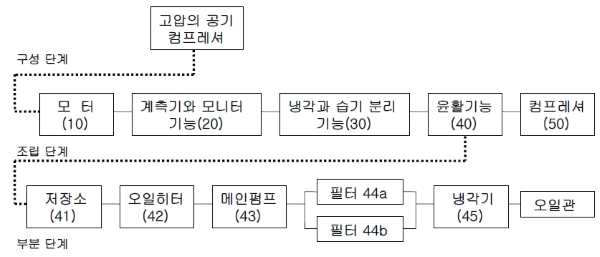 고압의 공기
컴프레셔
구성 단계
모 터
(10)
계측기와 모니터
기능(20)
냉각과 습기 분리
기능(30)
윤활기능
(40)
컴프레셔
(50)
조립 단계
저장소
(41)
오일히터
(42)
메인펌프
(43)
필터 44a
필터 44b
냉각기
(45)
오일관
부분 단계